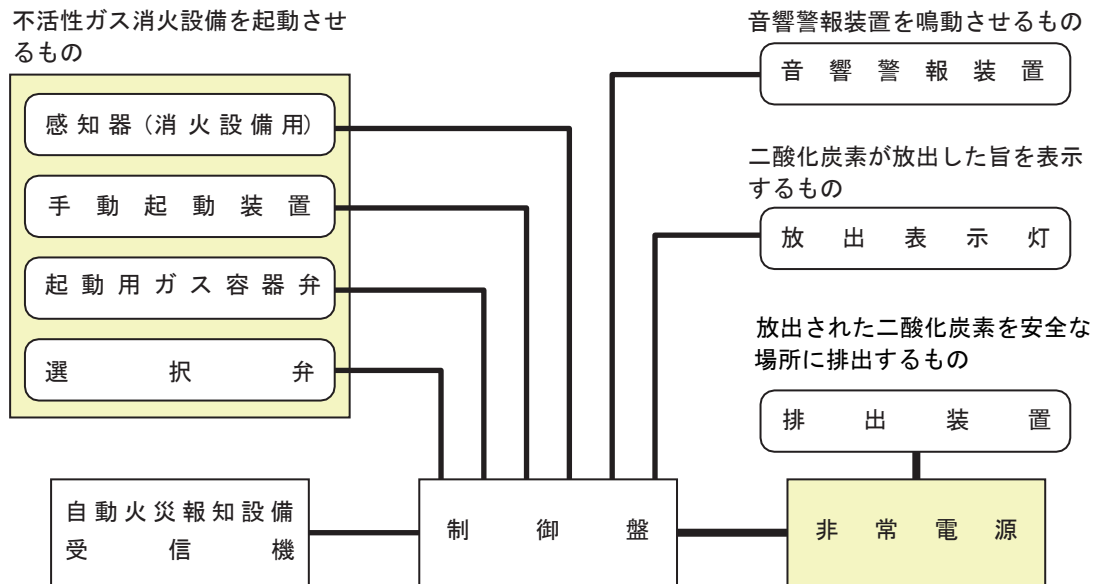 不活性ガス消火設備を起動させ
るもの
感知器(消火設備用)
手動起動装置
起動用ガス容器弁
選択弁
音響警報装置を鳴動させるもの
音響警報装置
二酸化炭素が放出した旨を表示
するもの
放出表示灯
放出された二酸化炭素を安全な
場所に排出するもの
排出装置
自動火災報知設備
受信機
制御盤
非常電源